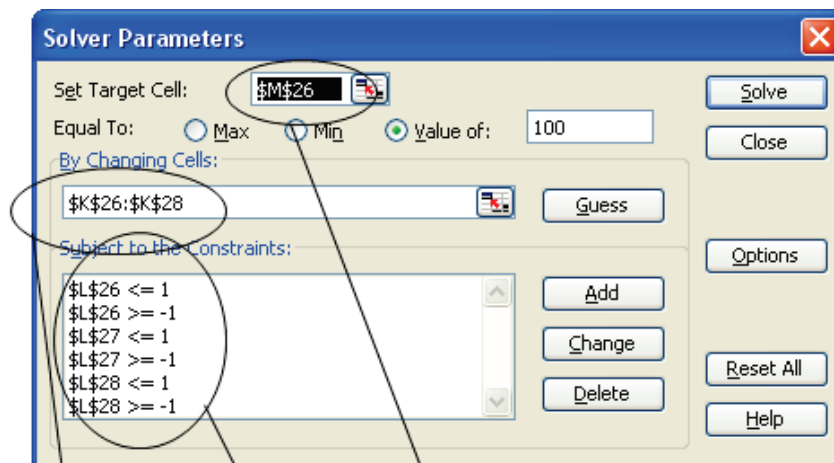 Solver Parameters
Set Target Cell: $M$26 Solve
Equal To: Max Min Value of: 100 Close
By Changing Cells:
$K$26:$K$28 Guess
Subject to the Constraints: Options
$L$26 <= 1 Add
$L$26 >= -1
$L$27 <= 1 Change
$L$27 >= -1 Reset All
$L$28 <= 1 Delete
$L$28 >= -1 Help